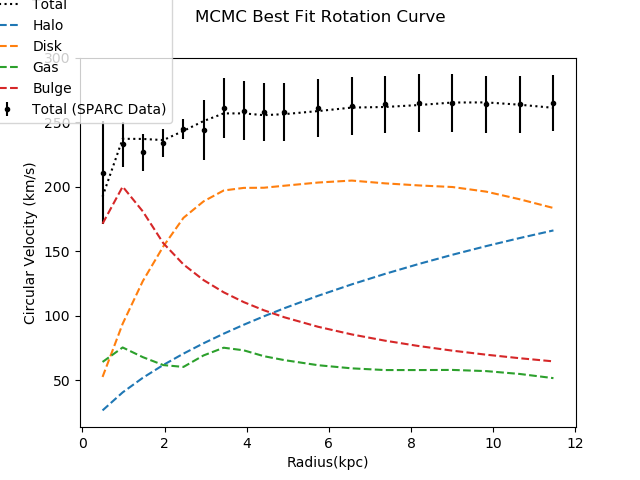 MCMC Best Fit Rotation Curve
Total
Halo
Disk
Gas
Bulge
Total (SPARC Data)
300
250
200
150
100
50
Circular Velocity (km/s)
0 2 4 6 8 10 12
Radius(kpc)